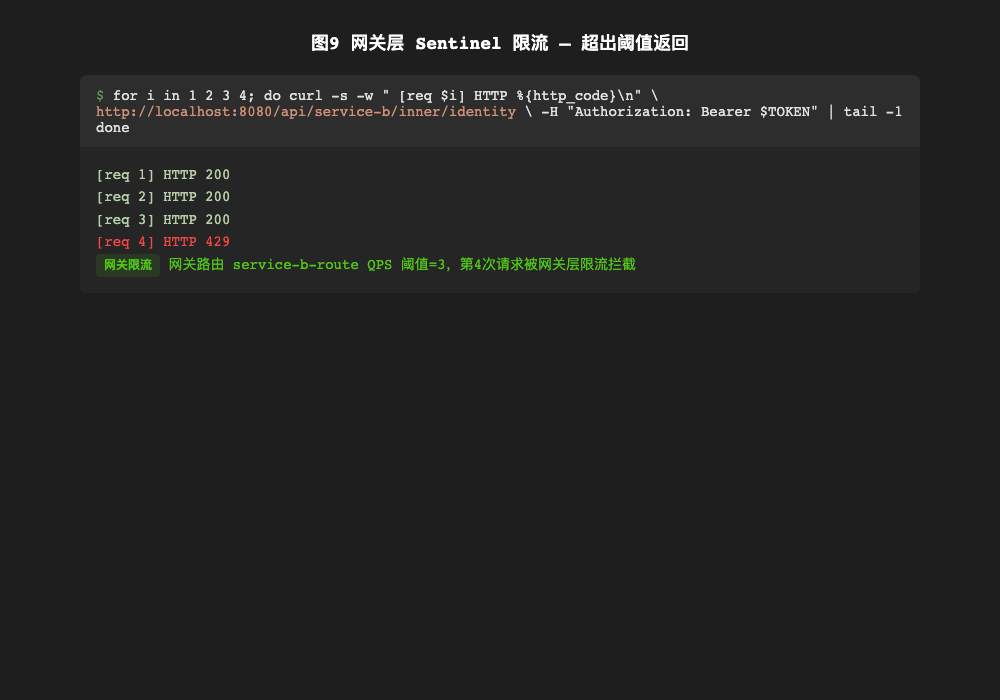 图9 网关层 Sentinel 限流 — 超出阈值返回
$ for i in 1 2 3 4; do curl -s -w " [req $i] HTTP %{http_code}\n" \
http://localhost:8080/api/service-b/inner/identity \ -H "Authorization: Bearer $TOKEN" | tail -1
done
[req 1] HTTP 200
[req 2] HTTP 200
[req 3] HTTP 200
[req 4] HTTP 429
网关限流 网关路由 service-b-route QPS 阈值=3，第4次请求被网关层限流拦截